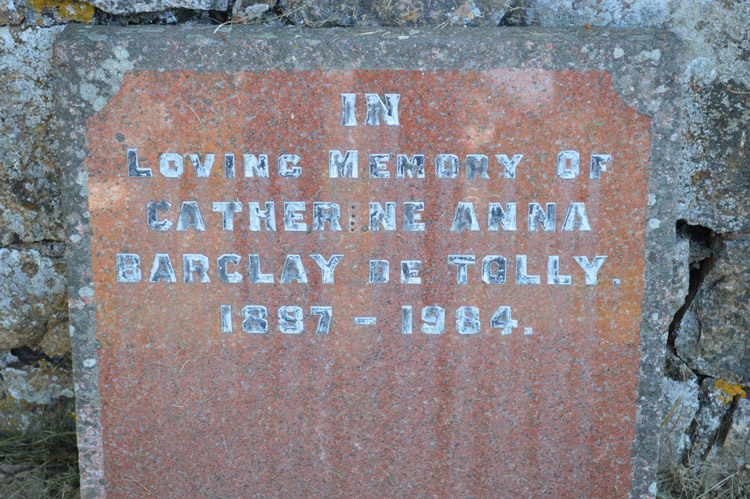 IN
LOVING MEMORY OF
CATHERINE ANNA
BARCLAY DE TOLLY.
1897 - 1984.